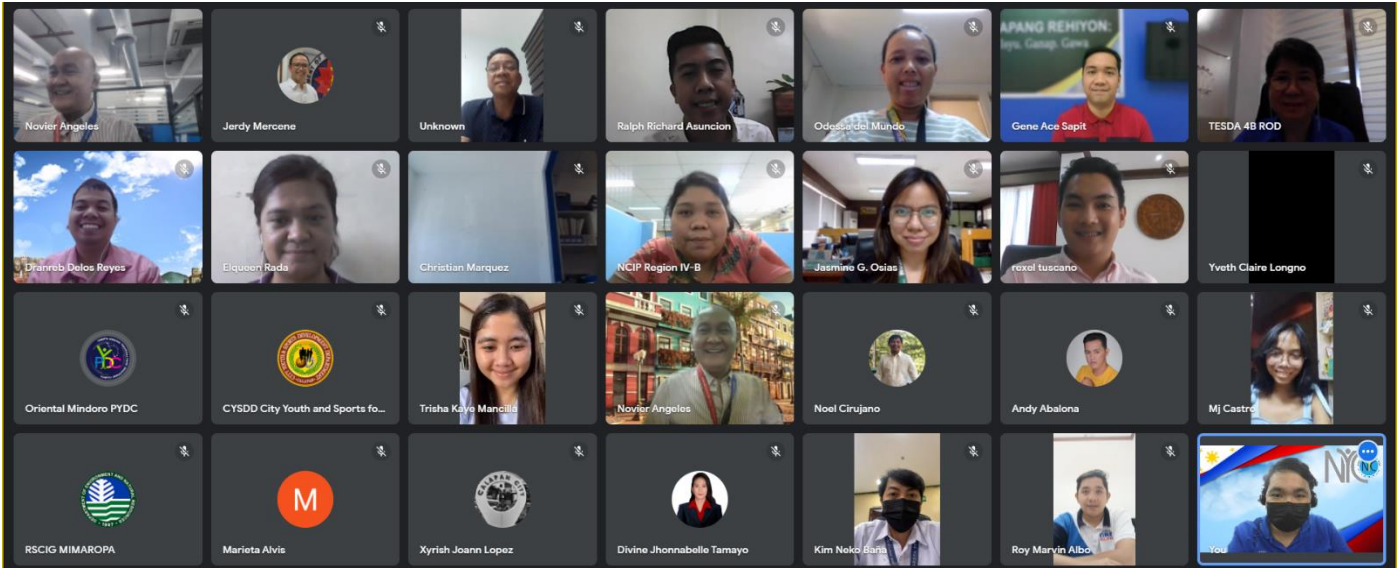 Novier Angeles
Jerdy Mercene
Unknown
Ralph Richard Asuncion
Odessa del Mundo
APANG REHIYON:
Gene Ace Sapit
TESDA 4B ROD
Dranreb Delos Reyes
Elqueen Rada
Christian Marquez
NCIP Region IV-B
Jasmine G. Osias
rexel tuscano
Yveth Claire Longno
Oriental Mindoro PYDC
CYSDD City Youth and Sports fo...
Trisha Kaye Mancilla
Novier Angeles
Noel Cirujano
Andy Abalona
Mj Castro
RSCIG MIMAROPA
M
Marieta Alvis
CALAPAN CITY
Xyrish Joann Lopez
Divine Jhonnabelle Tamayo
Kim Neko Baña
Roy Marvin Albo
NYC
You